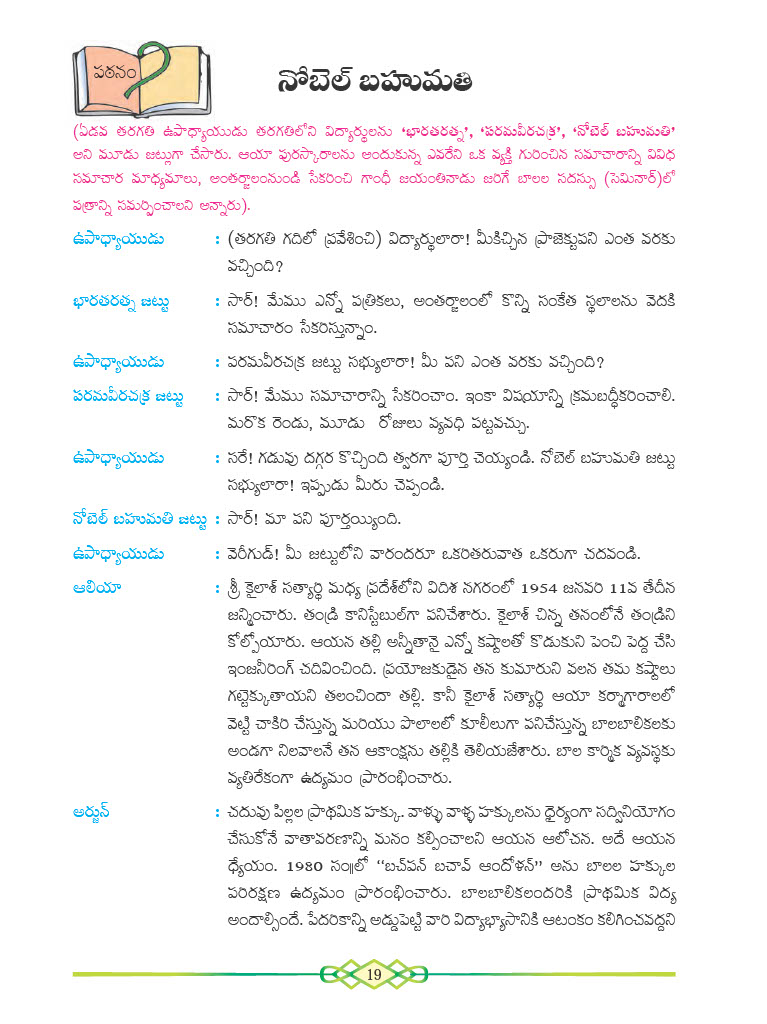 పఠనం 2
నోబెల్ బహుమతి
(ఏడవ తరగతి ఉపాధ్యాయుడు తరగతిలోని విద్యార్థులను ‘భారతరత్న’, ‘పరమవీరచక్ర’, ‘నోబెల్ బహుమతి’
అని మూడు జట్లుగా చేసారు. ఆయా పురస్కారాలను అందుకున్న ఎవరేని ఒక వ్యక్తి గురించిన సమాచారాన్ని వివిధ
సమాచార మాధ్యమాలు, అంతర్జాలంనుండి సేకరించి గాంధీ జయంతినాడు జరిగే బాలల సదస్సు (సెమినార్)లో
పత్రాన్ని సమర్పించాలని అన్నారు).
ఉపాధ్యాయుడు : (తరగతి గదిలో ప్రవేశించి) విద్యార్థులారా! మీకిచ్చిన ప్రాజెక్టుపని ఎంత వరకు
వచ్చింది?
భారతరత్న జట్టు : సార్! మేము ఎన్నో పత్రికలు, అంతర్జాలంలో కొన్ని సంకేత స్థలాలను వెదకి
సమాచారం సేకరిస్తున్నాం.
ఉపాధ్యాయుడు : పరమవీరచక్ర జట్టు సభ్యులారా! మీ పని ఎంత వరకు వచ్చింది?
పరమవీరచక్ర జట్టు : సార్! మేము సమాచారాన్ని సేకరించాం. ఇంకా విషయాన్ని క్రమబద్ధీకరించాలి.
మరొక రెండు, మూడు రోజులు వ్యవధి పట్టవచ్చు.
ఉపాధ్యాయుడు : సరే! గడువు దగ్గర కొచ్చింది త్వరగా పూర్తి చెయ్యండి. నోబెల్ బహుమతి జట్టు
సభ్యులారా! ఇప్పుడు మీరు చెప్పండి.
నోబెల్ బహుమతి జట్టు : సార్! మా పని పూర్తయ్యింది.
ఉపాధ్యాయుడు : వెరీగుడ్! మీ జట్టులోని వారందరూ ఒకరితరువాత ఒకరుగా చదవండి.
ఆలియా : శ్రీ కైలాశ్ సత్యార్థి మధ్య ప్రదేశ్‌లోని విదిశ నగరంలో 1954 జనవరి 11వ తేదీన
జన్మించారు. తండ్రి కానిస్టేబుల్‌గా పనిచేశారు. కైలాశ్ చిన్న తనంలోనే తండ్రిని
కోల్పోయారు. ఆయన తల్లి అన్నీతానై ఎన్నో కష్టాలతో కొడుకుని పెంచి పెద్ద చేసి
ఇంజనీరింగ్ చదివించింది. ప్రయోజకుడైన తన కుమారుని వలన తమ కష్టాలు
గట్టెక్కుతాయని తలంచిందా తల్లి. కానీ కైలాశ్ సత్యార్థి ఆయా కర్మాగారాలలో
వెట్టి చాకిరి చేస్తున్న మరియు పొలాలలో కూలీలుగా పనిచేస్తున్న బాలబాలికలకు
అండగా నిలవాలనే తన ఆకాంక్షను తల్లికి తెలియజేశారు. బాల కార్మిక వ్యవస్థకు
వ్యతిరేకంగా ఉద్యమం ప్రారంభించారు.
అర్జున్ : చదువు పిల్లల ప్రాథమిక హక్కు. వాళ్ళు వాళ్ళ హక్కులను ధైర్యంగా సద్వినియోగం
చేసుకోనే వాతావరణాన్ని మనం కల్పించాలని ఆయన ఆలోచన. అదే ఆయన
ధ్యేయం. 1980 సం॥లో ‘‘బచ్‌పన్ బచావ్ ఆందోళన్’’ అను బాలల హక్కుల
పరిరక్షణ ఉద్యమం ప్రారంభించారు. బాలబాలికలందరికి ప్రాథమిక విద్య
అందాల్సిందే. పేదరికాన్ని అడ్డుపెట్టి వారి విద్యాభ్యాసానికి ఆటంకం కలిగించవద్దని
19